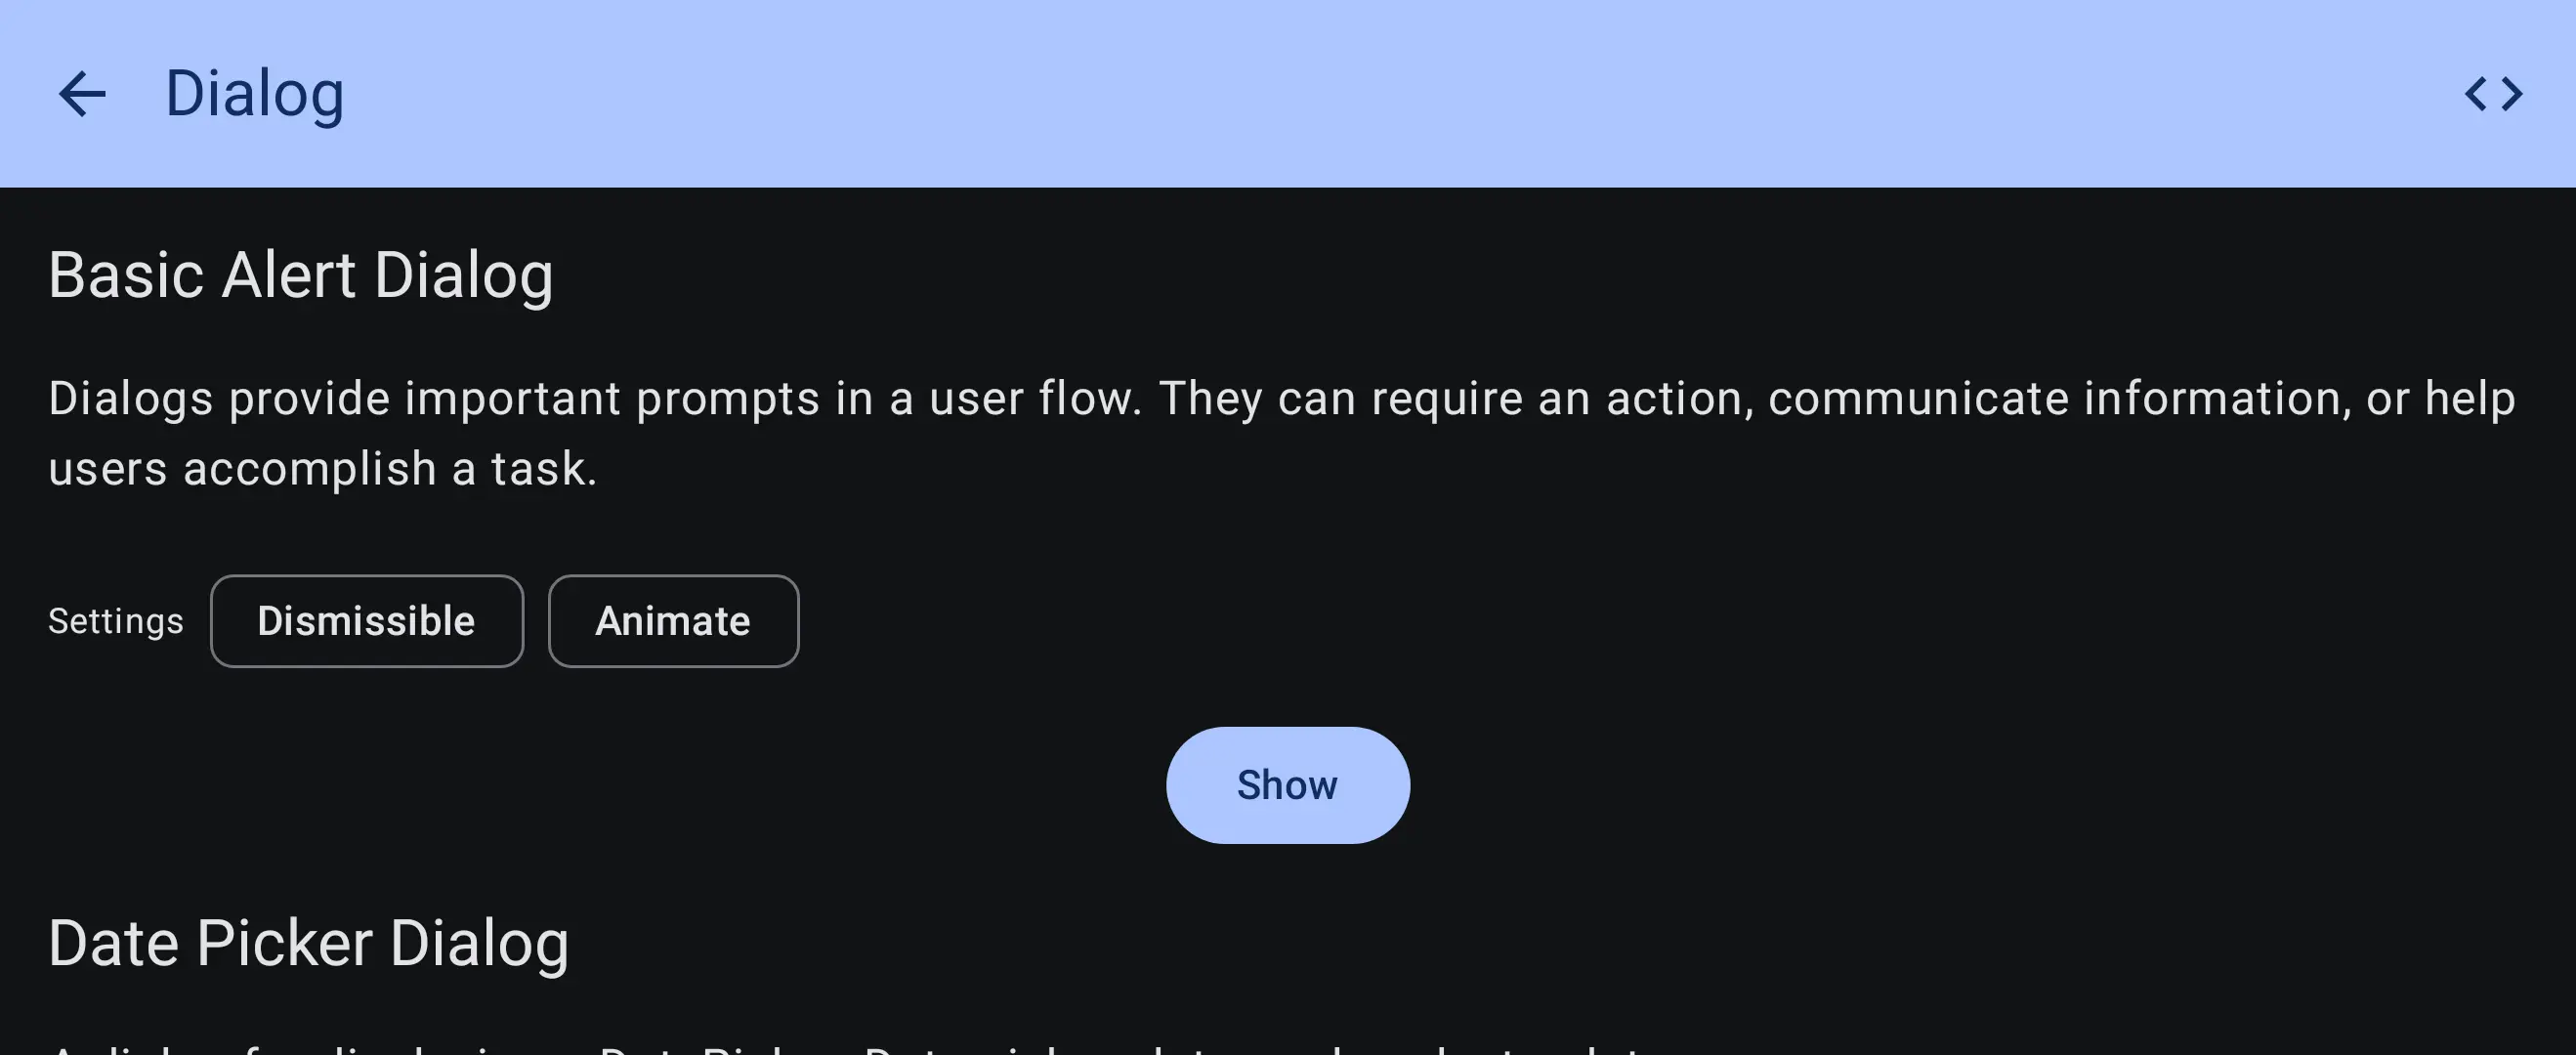 Dialog
Basic Alert Dialog
Dialogs provide important prompts in a user flow. They can require an action, communicate information, or help
users accomplish a task.
Settings
Dismissible
Animate
Show
Date Picker Dialog